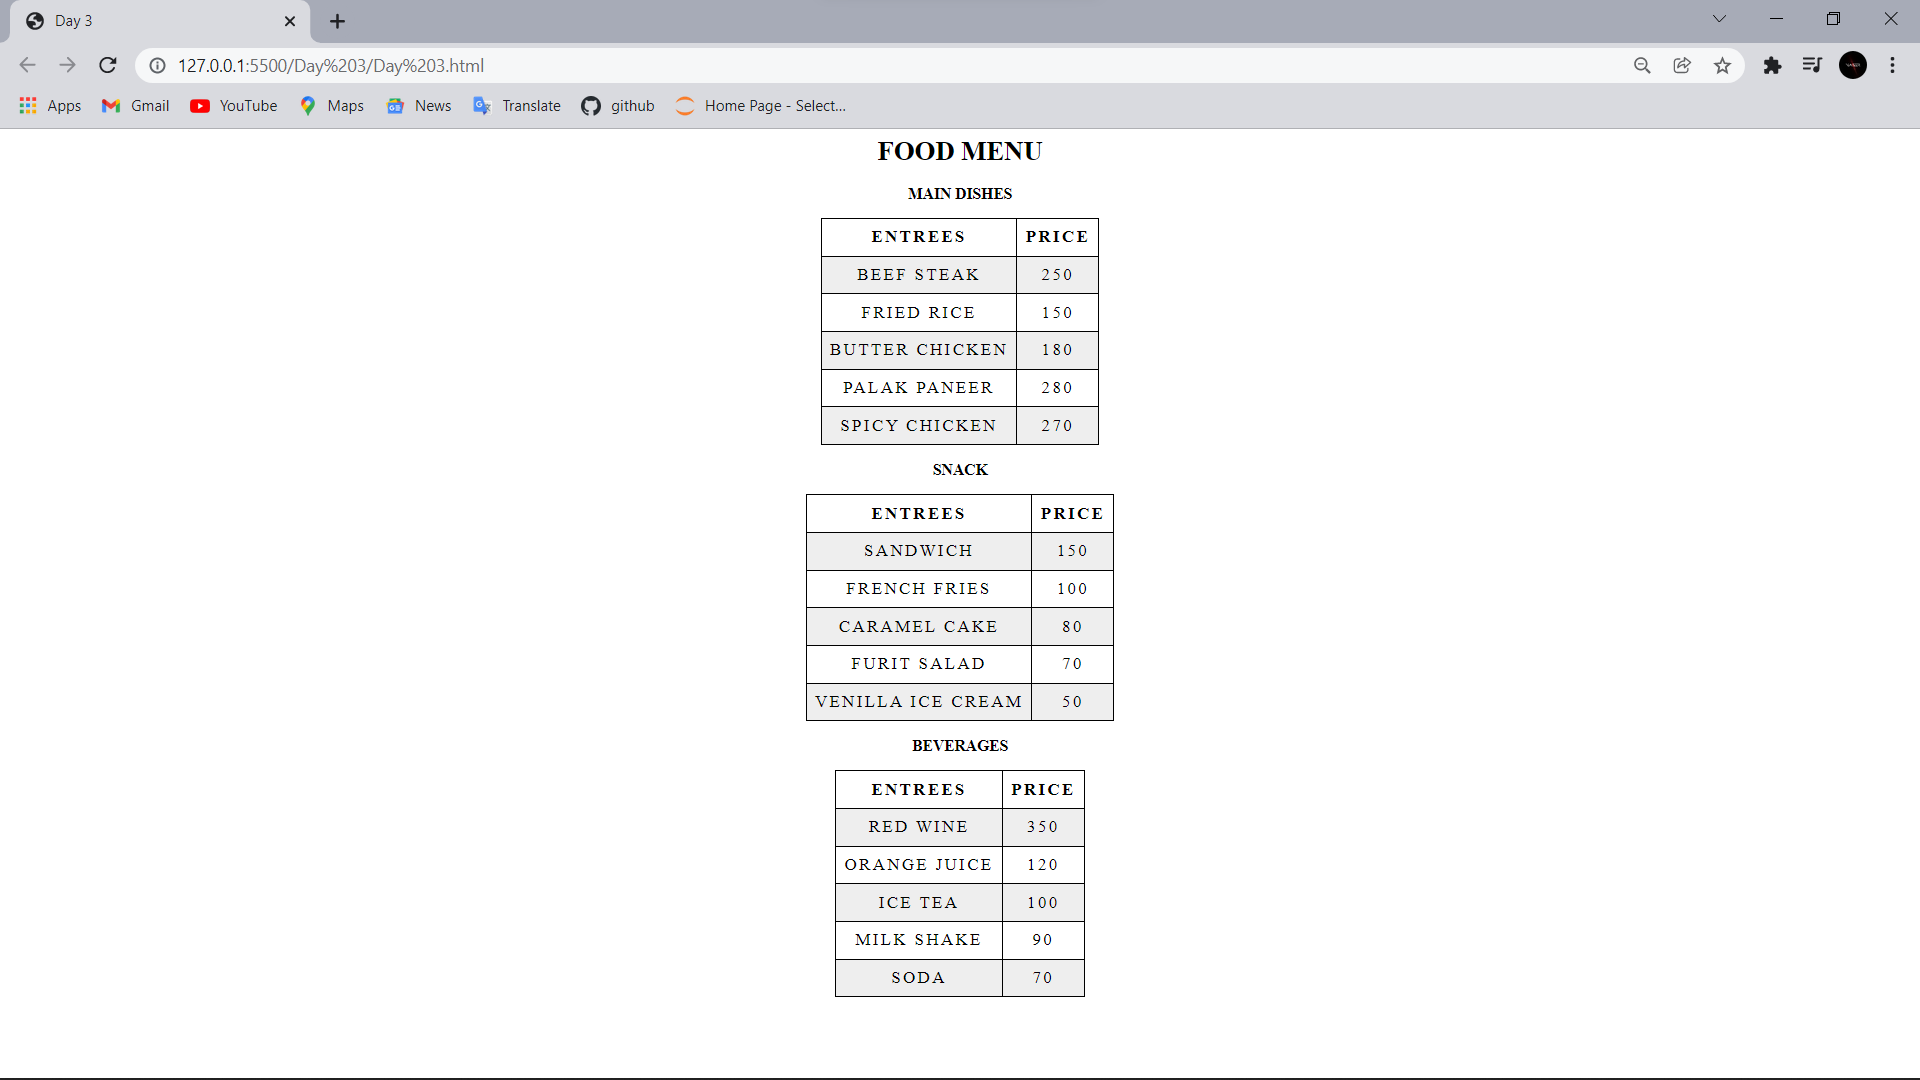 Day 3
127.0.0.1:5500/Day%203/Day%203.html
Apps Gmail YouTube Maps News Translate github Home Page - Select...
FOOD MENU
MAIN DISHES
ENTREES PRICE
BEEF STEAK 250
FRIED RICE 150
BUTTER CHICKEN 180
PALAK PANEER 280
SPICY CHICKEN 270
SNACK
ENTREES PRICE
SANDWICH 150
FRENCH FRIES 100
CARAMEL CAKE 80
FURIT SALAD 70
VENILLA ICE CREAM 50
BEVERAGES
ENTREES PRICE
RED WINE 350
ORANGE JUICE 120
ICE TEA 100
MILK SHAKE 90
SODA 70